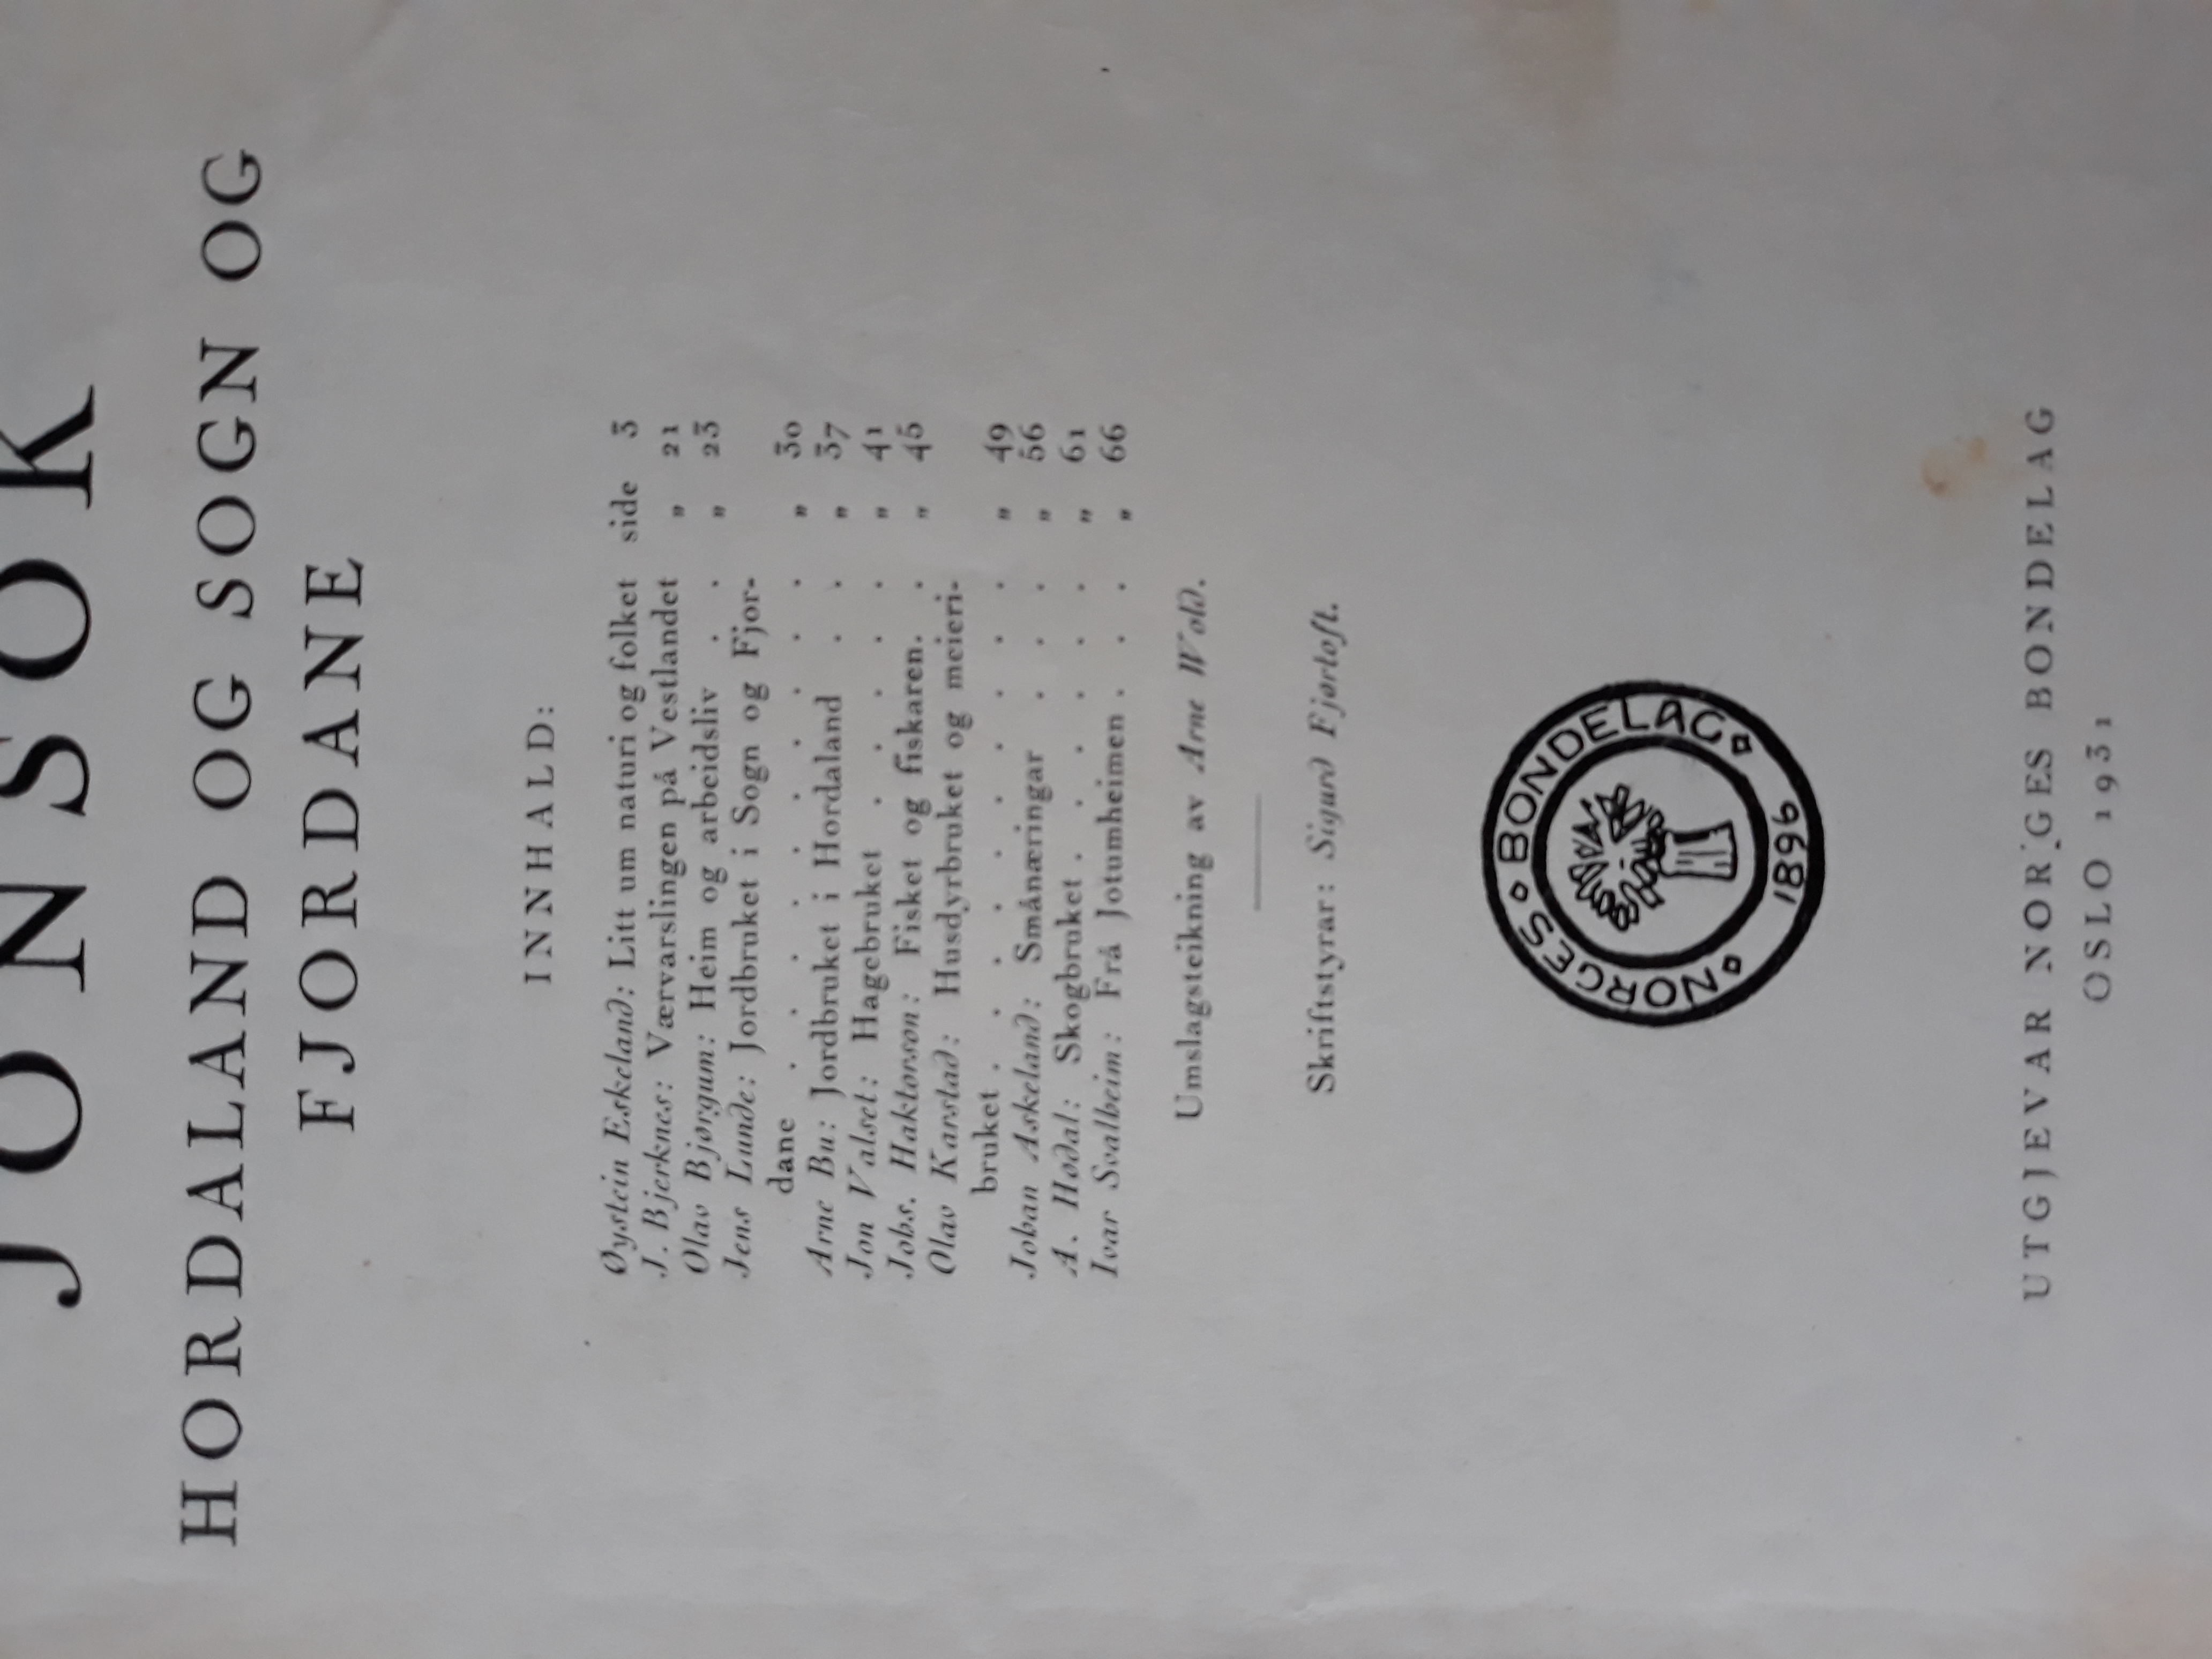 JONSOK
HORDALAND OG SOGN OG
FJORDANE
INNHALD:
Øystein Eskeland: Litt um naturi og folket side 3
J. Bjerknes: Værvarslingen på Vestlandet " 21
Olav Bjørgum: Heim og arbeidsliv . . " 23
Jens Lunde: Jordbruket i Sogn og Fjor-
dane . . . . . . . . . . " 30
Arne Bu: Jordbruket i Hordaland . . " 37
Jon Valset: Hagebruket . . . . . " 41
Johs. Haktorson: Fisket og fiskaren. . " 45
Olav Karstad: Husdyrbruket og meieri-
bruket . . . . . . . . . . " 49
Johan Askeland: Smånæringar . . . " 56
A. Hødal: Skogbruket . . . . . . " 61
Ivar Svalheim: Frå Jotumheimen . . . " 66
Umslagsteikning av Arne Wold.
Skriftstyrar: Sigurd Fjørtoft.
NORGES BONDELAG NORGES 1896
UTGJEVAR NORGES BONDELAG
OSLO 1931